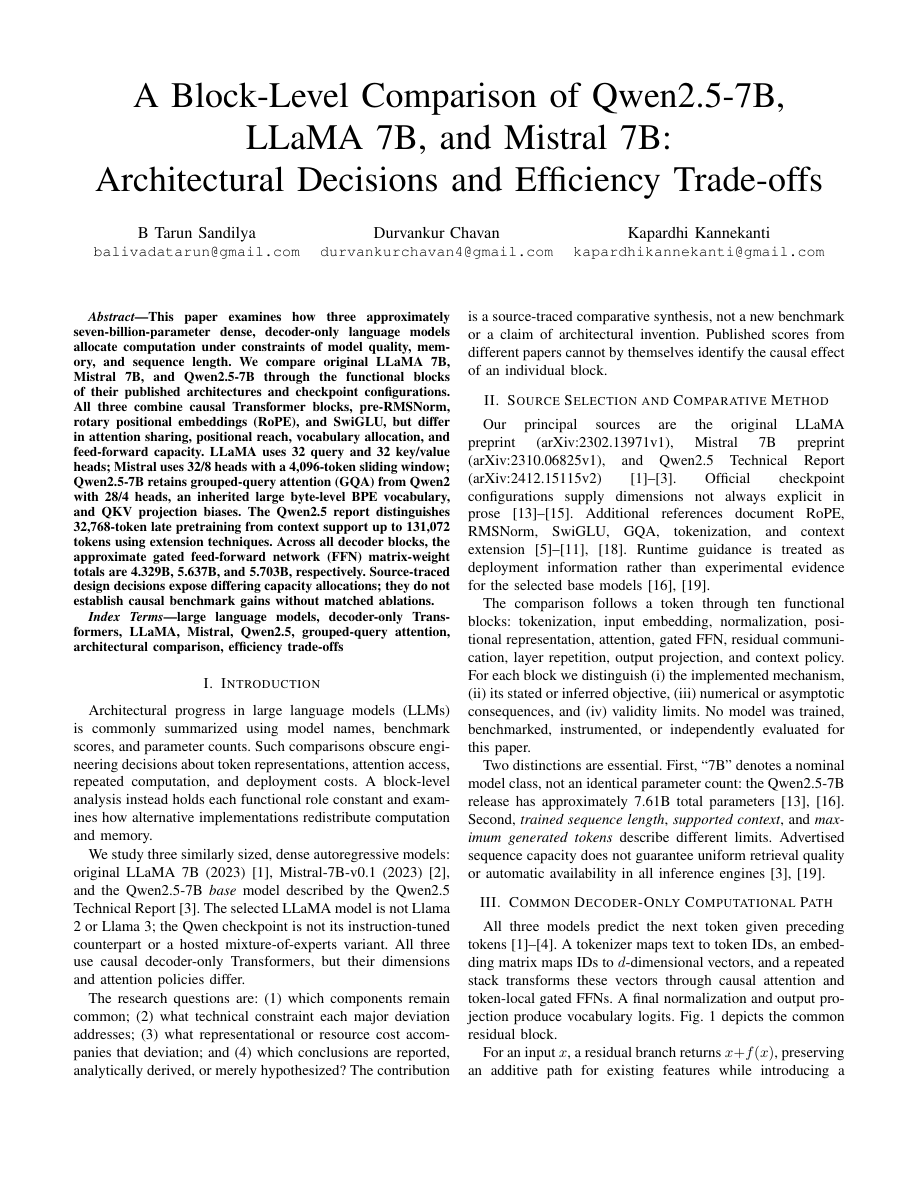 A Block-Level Comparison of Qwen2.5-7B,
LLaMA 7B, and Mistral 7B:
Architectural Decisions and Efficiency Trade-offs
B Tarun Sandilya
balivadatarun@gmail.com
Durvankur Chavan
durvankurchavan4@gmail.com
Kapardhi Kannekanti
kapardhikannekanti@gmail.com
Abstract—This paper examines how three approximately
seven-billion-parameter dense, decoder-only language models
allocate computation under constraints of model quality, mem-
ory, and sequence length. We compare original LLaMA 7B,
Mistral 7B, and Qwen2.5-7B through the functional blocks
of their published architectures and checkpoint configurations.
All three combine causal Transformer blocks, pre-RMSNorm,
rotary positional embeddings (RoPE), and SwiGLU, but differ
in attention sharing, positional reach, vocabulary allocation, and
feed-forward capacity. LLaMA uses 32 query and 32 key/value
heads; Mistral uses 32/8 heads with a 4,096-token sliding window;
Qwen2.5-7B retains grouped-query attention (GQA) from Qwen2
with 28/4 heads, an inherited large byte-level BPE vocabulary,
and QKV projection biases. The Qwen2.5 report distinguishes
32,768-token late pretraining from context support up to 131,072
tokens using extension techniques. Across all decoder blocks, the
approximate gated feed-forward network (FFN) matrix-weight
totals are 4.329B, 5.637B, and 5.703B, respectively. Source-traced
design decisions expose differing capacity allocations; they do not
establish causal benchmark gains without matched ablations.
Index Terms—large language models, decoder-only Trans-
formers, LLaMA, Mistral, Qwen2.5, grouped-query attention,
architectural comparison, efficiency trade-offs
I. INTRODUCTION
Architectural progress in large language models (LLMs)
is commonly summarized using model names, benchmark
scores, and parameter counts. Such comparisons obscure engi-
neering decisions about token representations, attention access,
repeated computation, and deployment costs. A block-level
analysis instead holds each functional role constant and exam-
ines how alternative implementations redistribute computation
and memory.
We study three similarly sized, dense autoregressive models:
original LLaMA 7B (2023) [1], Mistral-7B-v0.1 (2023) [2],
and the Qwen2.5-7B base model described by the Qwen2.5
Technical Report [3]. The selected LLaMA model is not Llama
2 or Llama 3; the Qwen checkpoint is not its instruction-tuned
counterpart or a hosted mixture-of-experts variant. All three
use causal decoder-only Transformers, but their dimensions
and attention policies differ.
The research questions are: (1) which components remain
common; (2) what technical constraint each major deviation
addresses; (3) what representational or resource cost accom-
panies that deviation; and (4) which conclusions are reported,
analytically derived, or merely hypothesized? The contribution
is a source-traced comparative synthesis, not a new benchmark
or a claim of architectural invention. Published scores from
different papers cannot by themselves identify the causal effect
of an individual block.
II. SOURCE SELECTION AND COMPARATIVE METHOD
Our principal sources are the original LLaMA
preprint (arXiv:2302.13971v1), Mistral 7B preprint
(arXiv:2310.06825v1), and Qwen2.5 Technical Report
(arXiv:2412.15115v2) [1]–[3]. Official checkpoint
configurations supply dimensions not always explicit in
prose [13]–[15]. Additional references document RoPE,
RMSNorm, SwiGLU, GQA, tokenization, and context
extension [5]–[11], [18]. Runtime guidance is treated as
deployment information rather than experimental evidence
for the selected base models [16], [19].
The comparison follows a token through ten functional
blocks: tokenization, input embedding, normalization, posi-
tional representation, attention, gated FFN, residual communi-
cation, layer repetition, output projection, and context policy.
For each block we distinguish (i) the implemented mechanism,
(ii) its stated or inferred objective, (iii) numerical or asymptotic
consequences, and (iv) validity limits. No model was trained,
benchmarked, instrumented, or independently evaluated for
this paper.
Two distinctions are essential. First, “7B” denotes a nominal
model class, not an identical parameter count: the Qwen2.5-7B
release has approximately 7.61B total parameters [13], [16].
Second, trained sequence length, supported context, and max-
imum generated tokens describe different limits. Advertised
sequence capacity does not guarantee uniform retrieval quality
or automatic availability in all inference engines [3], [19].
III. COMMON DECODER-ONLY COMPUTATIONAL PATH
All three models predict the next token given preceding
tokens [1]–[4]. A tokenizer maps text to token IDs, an embed-
ding matrix maps IDs to d-dimensional vectors, and a repeated
stack transforms these vectors through causal attention and
token-local gated FFNs. A final normalization and output pro-
jection produce vocabulary logits. Fig. 1 depicts the common
residual block.
For an input x, a residual branch returns x+f(x), preserving
an additive path for existing features while introducing a